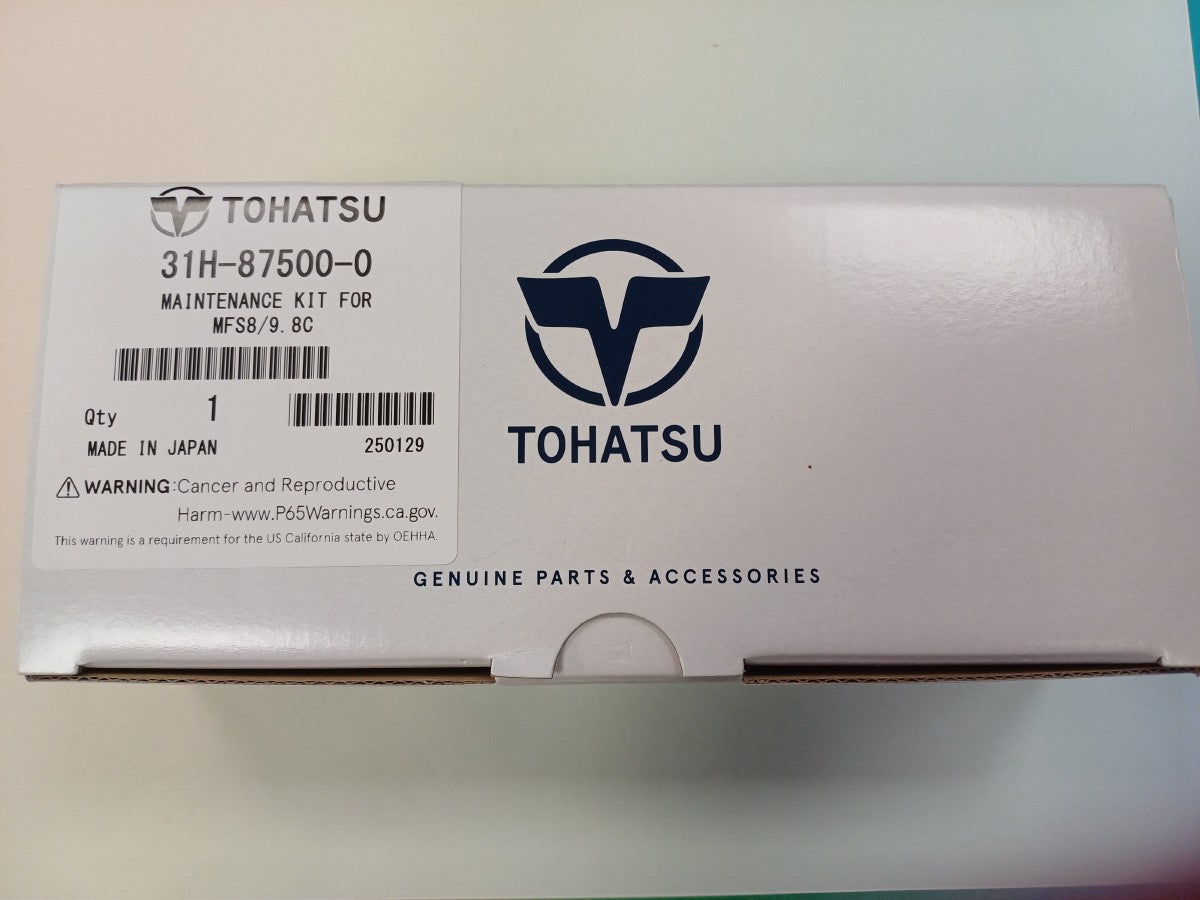 TOHATSU
31H-87500-0
MAINTENANCE KIT FOR
MFS8/9.8C
Qty 1
MADE IN JAPAN 250129
WARNING:Cancer and Reproductive
Harm-www.P65Warnings.ca.gov.
This warning is a requirement for the US California state by OEHHA.
TOHATSU
GENUINE PARTS & ACCESSORIES